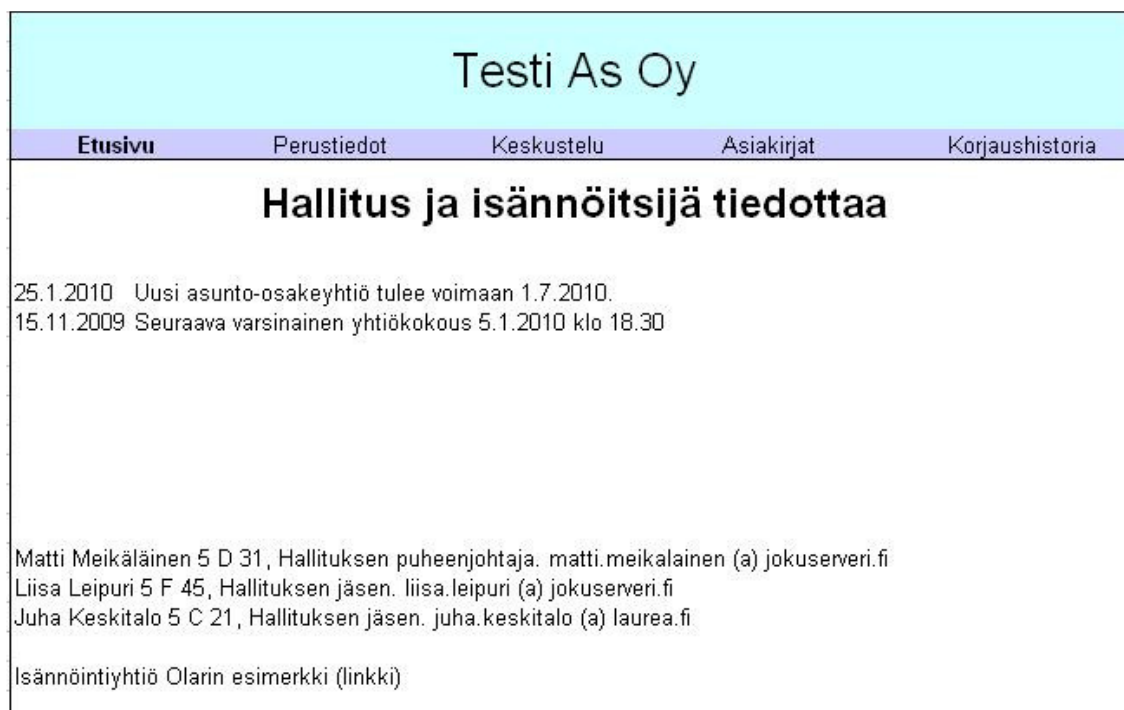 Testi As Oy
Etusivu Perustiedot Keskustelu Asiakirjat Korjaushistoria
Hallitus ja isännöitsijä tiedottaa
25.1.2010 Uusi asunto-osakeyhtiö tulee voimaan 1.7.2010.
15.11.2009 Seuraava varsinainen yhtiökokous 5.1.2010 klo 18.30
Matti Meikäläinen 5 D 31, Hallituksen puheenjohtaja. matti.meikalainen (a) jokuserveri.fi
Liisa Leipuri 5 F 45, Hallituksen jäsen. liisa.leipuri (a) jokuserveri.fi
Juha Keskitalo 5 C 21, Hallituksen jäsen. juha.keskitalo (a) laurea.fi
Isännöintiyhtiö Olarin esimerkki (linkki)